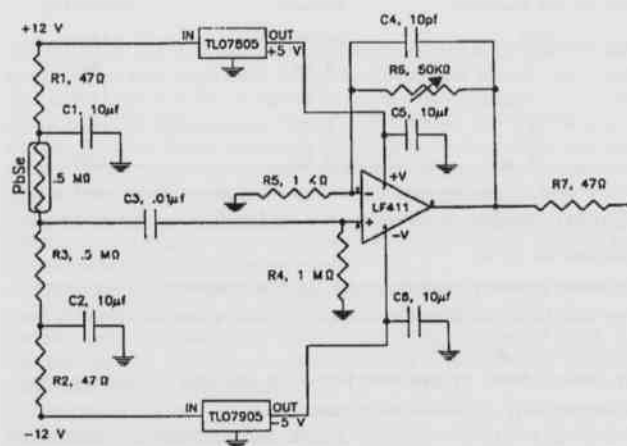 +12 V
IN
TLO7805
OUT
+5 V
C4, 10pf
R6, 50KΩ
R1, 47Ω
C1, 10µf
C5, 10µf
PbSe
.5 MΩ
+V
R5, 1 KΩ
C3, .01µf
LF411
R7, 47Ω
−V
R3, .5 MΩ
R4, 1 MΩ
C2, 10µf
C6, 10µf
R2, 47Ω
IN
TLO7905
OUT
−5 V
−12 V